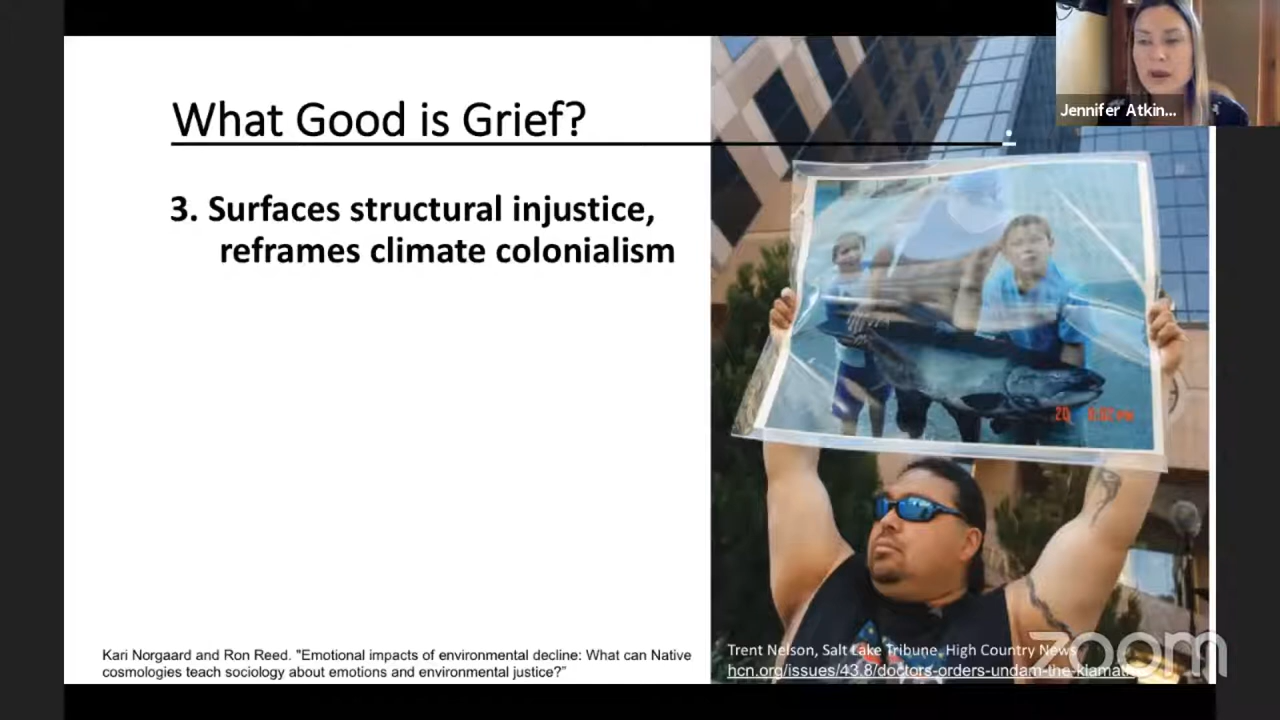 Jennifer Atkin...
What Good is Grief?
3. Surfaces structural injustice,
reframes climate colonialism
20
Kari Norgaard and Ron Reed. "Emotional impacts of environmental decline: What can Native
cosmologies teach sociology about emotions and environmental justice?”
Trent Nelson, Salt Lake Tribune, High Country News
hcn.org/issues/43.8/doctors-orders-undam-the-klamath
zoom